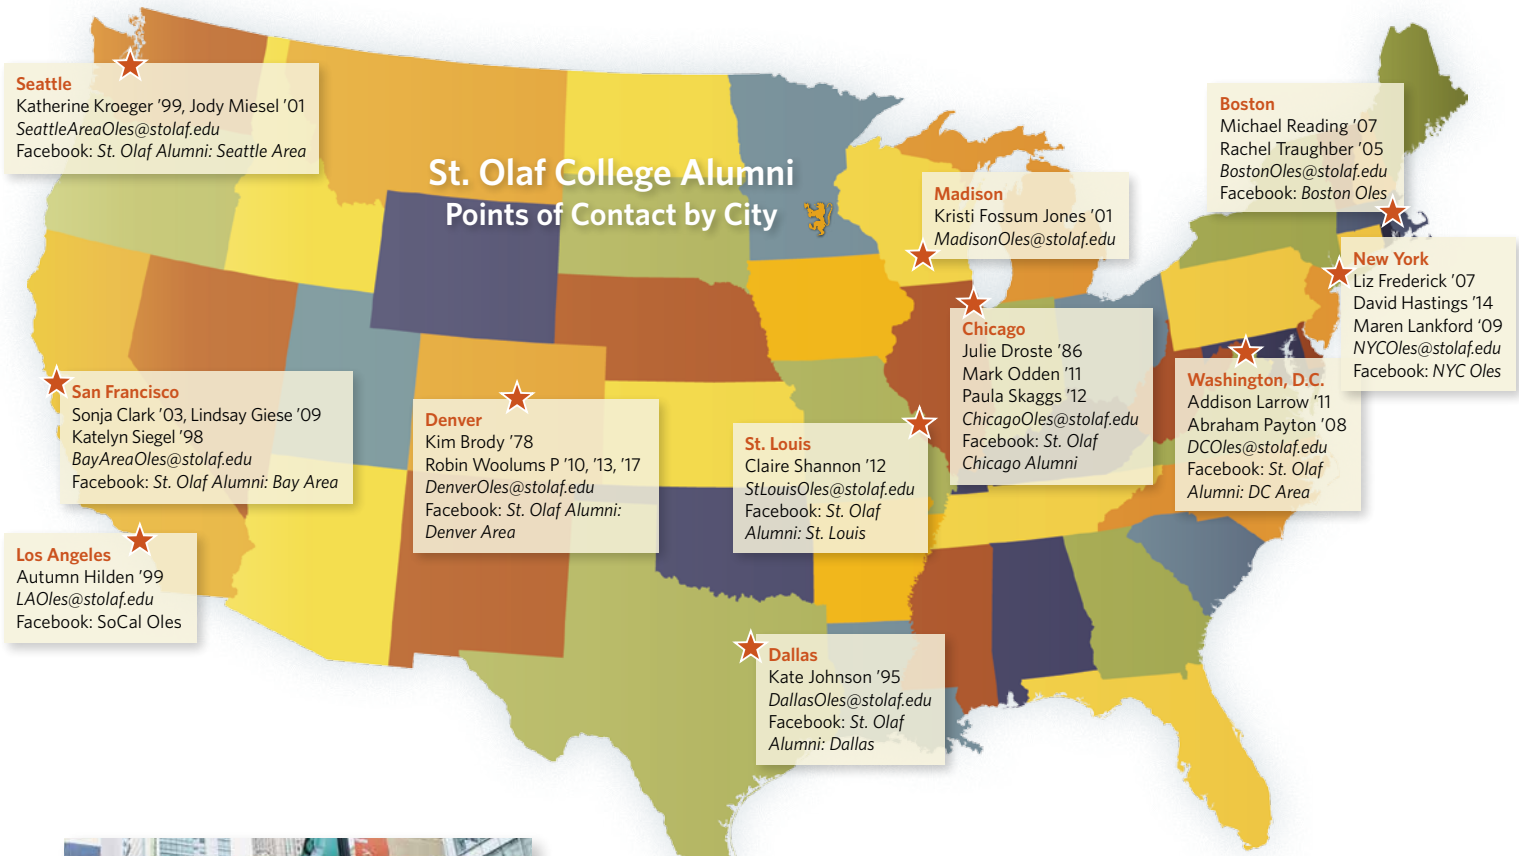 St. Olaf College Alumni
Points of Contact by City
Seattle
Katherine Kroeger ’99, Jody Miesel ’01
SeattleAreaOles@stolaf.edu
Facebook: St. Olaf Alumni: Seattle Area
San Francisco
Sonja Clark ’03, Lindsay Giese ’09
Katelyn Siegel ’98
BayAreaOles@stolaf.edu
Facebook: St. Olaf Alumni: Bay Area
Los Angeles
Autumn Hilden ’99
LAOles@stolaf.edu
Facebook: SoCal Oles
Denver
Kim Brody ’78
Robin Woolums P ’10, ’13, ’17
DenverOles@stolaf.edu
Facebook: St. Olaf Alumni:
Denver Area
St. Louis
Claire Shannon ’12
StLouisOles@stolaf.edu
Facebook: St. Olaf
Alumni: St. Louis
Dallas
Kate Johnson ’95
DallasOles@stolaf.edu
Facebook: St. Olaf
Alumni: Dallas
Madison
Kristi Fossum Jones ’01
MadisonOles@stolaf.edu
Chicago
Julie Droste ’86
Mark Odden ’11
Paula Skaggs ’12
ChicagoOles@stolaf.edu
Facebook: St. Olaf
Chicago Alumni
Boston
Michael Reading ’07
Rachel Traughber ’05
BostonOles@stolaf.edu
Facebook: Boston Oles
New York
Liz Frederick ’07
David Hastings ’14
Maren Lankford ‘09
NYCOles@stolaf.edu
Facebook: NYC Oles
Washington, D.C.
Addison Larrow ’11
Abraham Payton ’08
DCOles@stolaf.edu
Facebook: St. Olaf
Alumni: DC Area